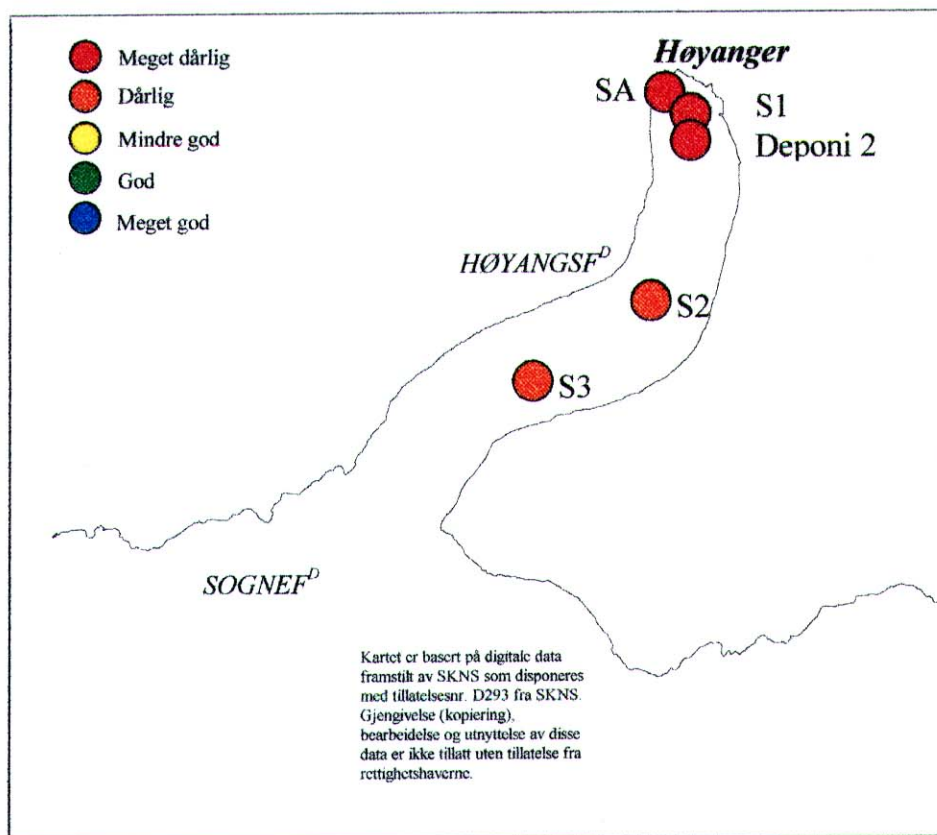 Meget dårlig
Dårlig
Mindre god
God
Meget god
Høyanger
SA
S1
Deponi 2
HØYANGSF^D
S2
S3
SOGNEF^D
Kartet er basert på digitale data
framstilt av SKNS som disponeres
med tillatelsesnr. D293 fra SKNS.
Gjengivelse (kopiering),
bearbeidelse og utnyttelse av disse
data er ikke tillatt uten tillatelse fra
rettighetshaverne.